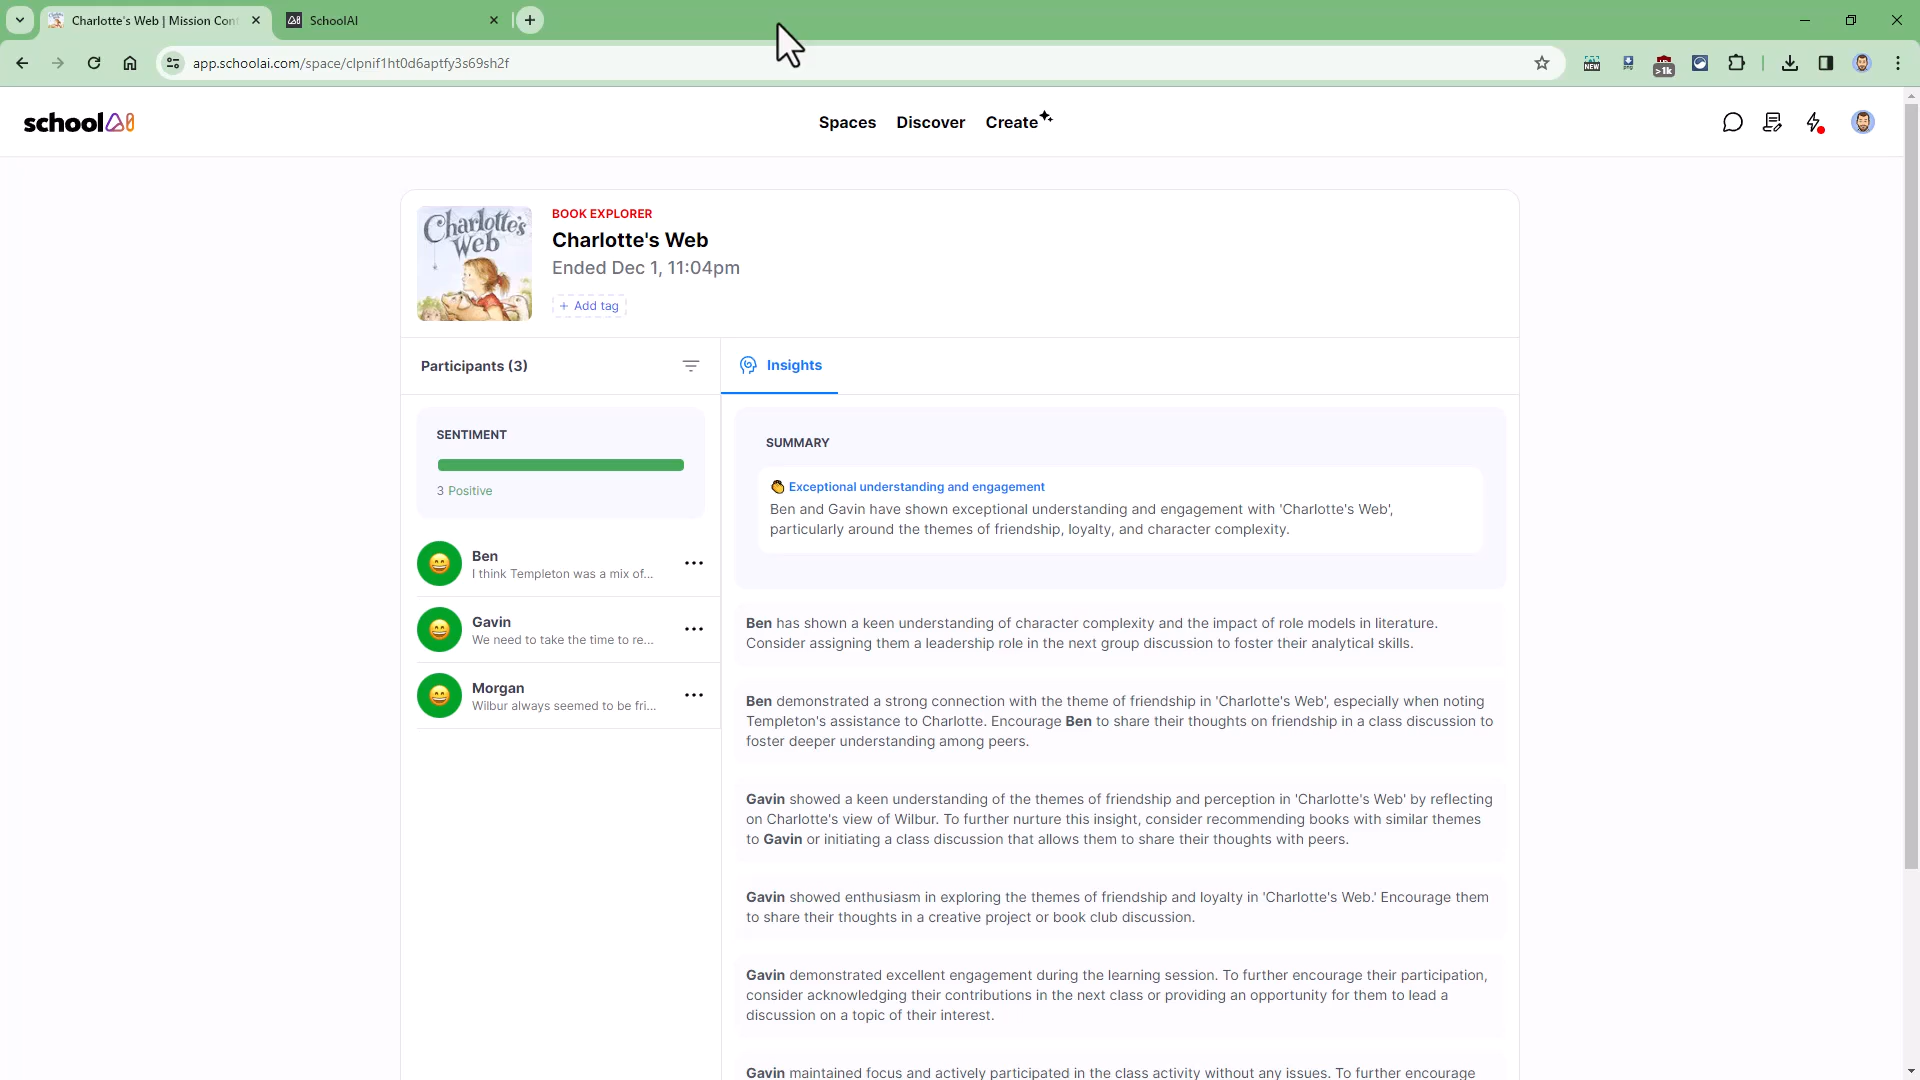 Charlotte's Web | Mission Cont
SchoolAI
app.schoolai.com/space/clpnif1ht0d6aptfy3s69sh2f
NEW
>1k
schoolAI
Spaces
Discover
Create
Charlotte's
Web
BOOK EXPLORER
Charlotte's Web
Ended Dec 1, 11:04pm
+ Add tag
Participants (3)
Insights
SENTIMENT
3 Positive
Ben
I think Templeton was a mix of...
Gavin
We need to take the time to re...
Morgan
Wilbur always seemed to be fri...
SUMMARY
Exceptional understanding and engagement
Ben and Gavin have shown exceptional understanding and engagement with 'Charlotte's Web',
particularly around the themes of friendship, loyalty, and character complexity.
Ben has shown a keen understanding of character complexity and the impact of role models in literature.
Consider assigning them a leadership role in the next group discussion to foster their analytical skills.
Ben demonstrated a strong connection with the theme of friendship in 'Charlotte's Web', especially when noting
Templeton's assistance to Charlotte. Encourage Ben to share their thoughts on friendship in a class discussion to
foster deeper understanding among peers.
Gavin showed a keen understanding of the themes of friendship and perception in 'Charlotte's Web' by reflecting
on Charlotte's view of Wilbur. To further nurture this insight, consider recommending books with similar themes
to Gavin or initiating a class discussion that allows them to share their thoughts with peers.
Gavin showed enthusiasm in exploring the themes of friendship and loyalty in 'Charlotte's Web.' Encourage them
to share their thoughts in a creative project or book club discussion.
Gavin demonstrated excellent engagement during the learning session. To further encourage their participation,
consider acknowledging their contributions in the next class or providing an opportunity for them to lead a
discussion on a topic of their interest.
Gavin maintained focus and actively participated in the class activity without any issues. To further encourage